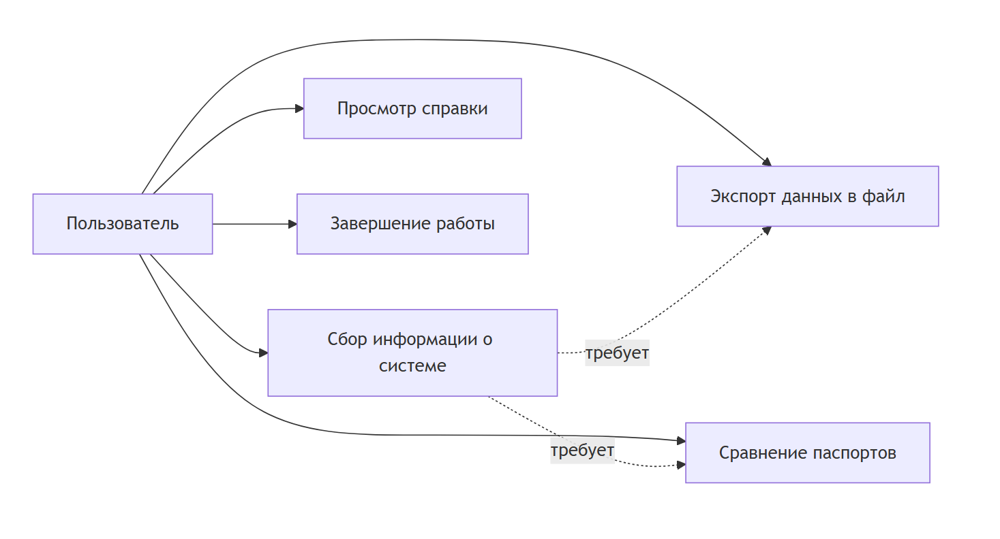 Просмотр справки
Экспорт данных в файл
Пользователь
Завершение работы
Сбор информации о
системе
требует
требует
Сравнение паспортов